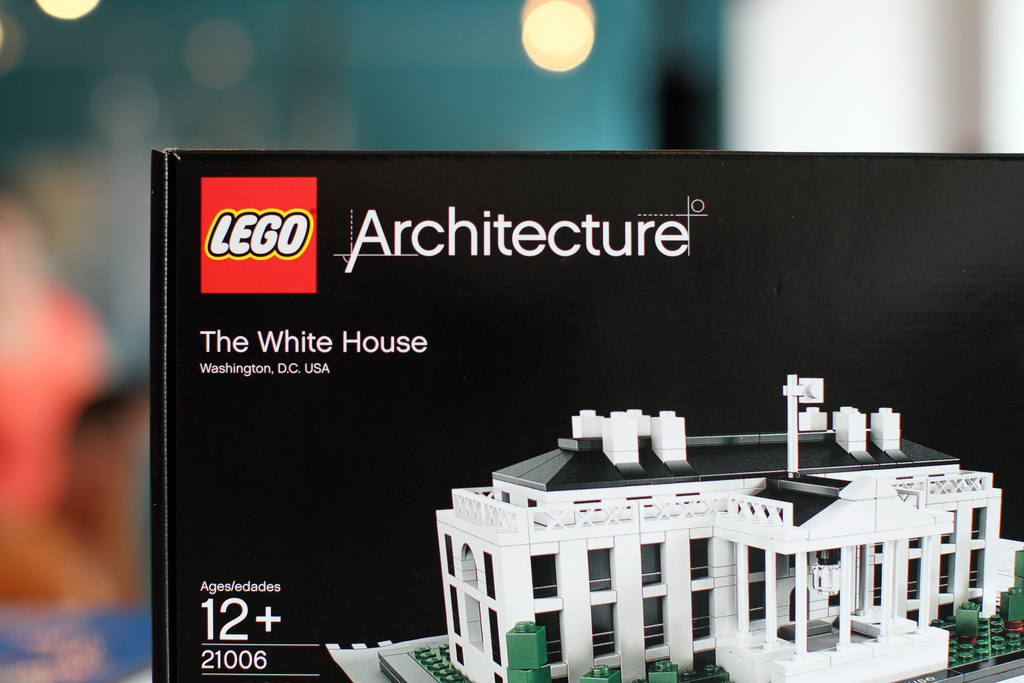 LEGO Architecture
The White House
Washington, D.C. USA
Ages/edades
12+
21006